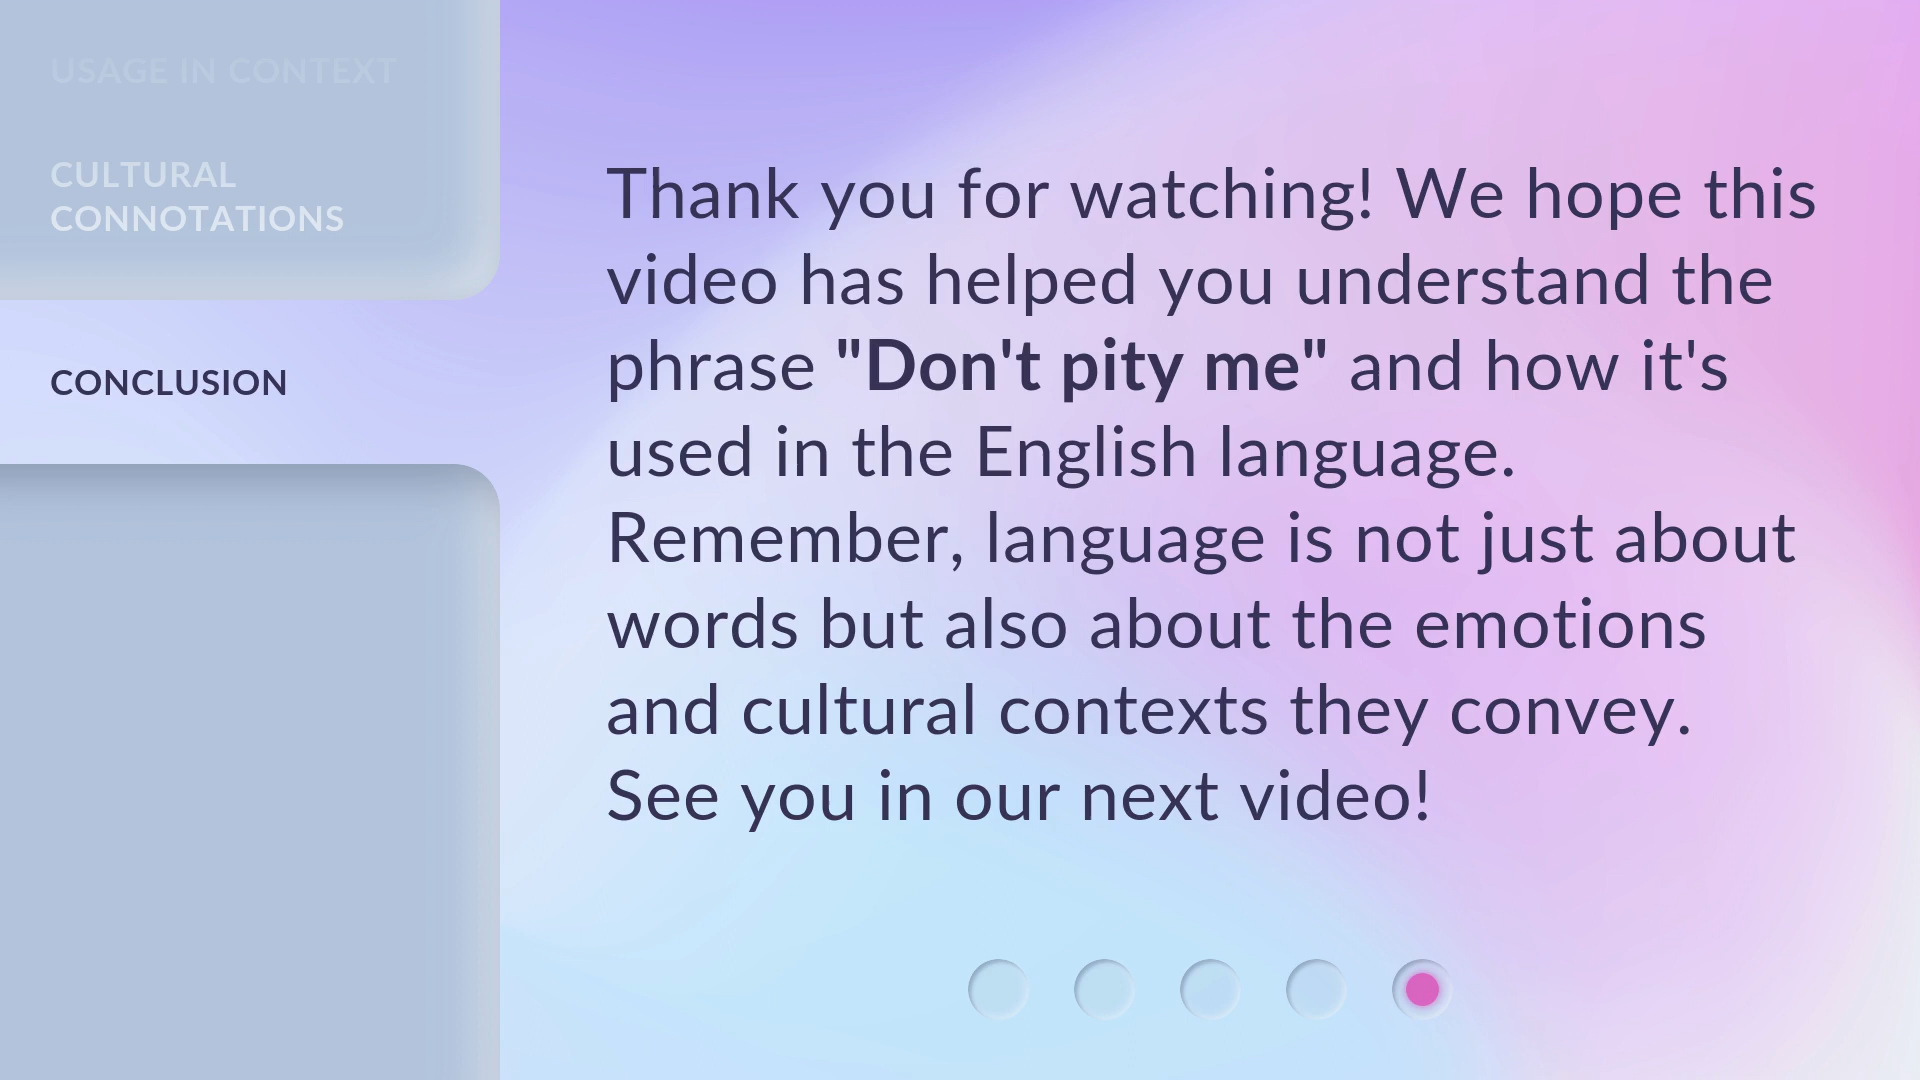 USAGE IN CONTEXT
CULTURAL
CONNOTATIONS
CONCLUSION
Thank you for watching! We hope this
video has helped you understand the
phrase "Don't pity me" and how it's
used in the English language.
Remember, language is not just about
words but also about the emotions
and cultural contexts they convey.
See you in our next video!